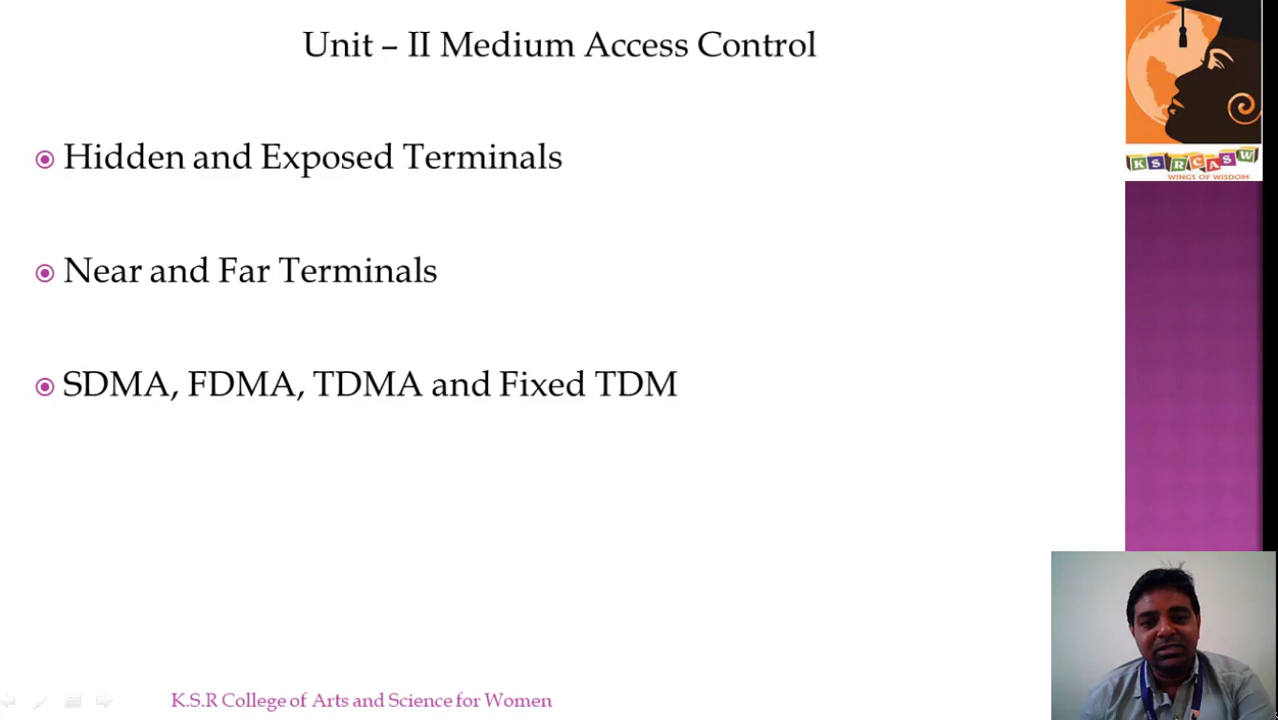 Unit – II Medium Access Control
Hidden and Exposed Terminals
Near and Far Terminals
SDMA, FDMA, TDMA and Fixed TDM
KSRCASW
WINGS OF WISDOM
K.S.R College of Arts and Science for Women